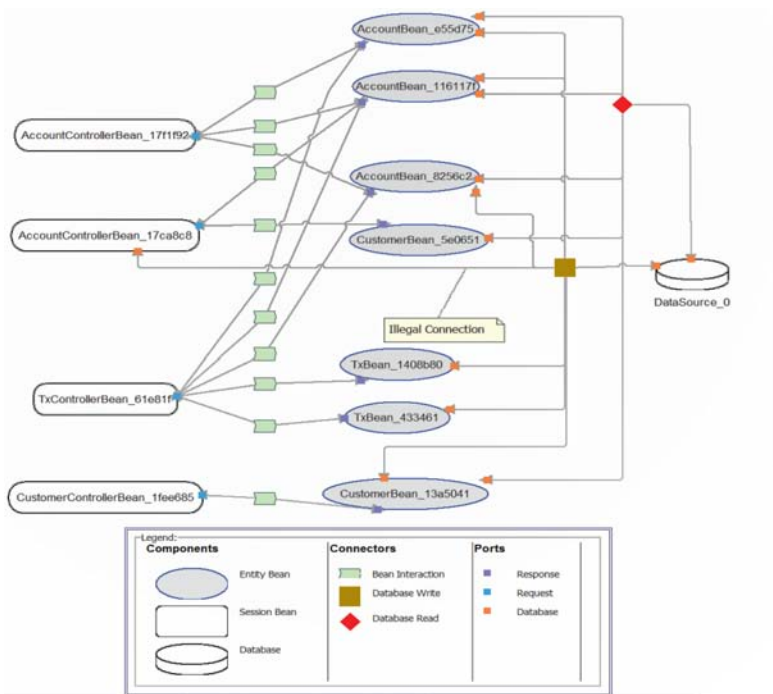 AccountBean_e55d75
AccountBean_116117f
AccountControllerBean_17f1f92
AccountBean_8256c2
AccountControllerBean_17ca8c8
CustomerBean_5e0651
DataSource_0
Illegal Connection
TxBean_1408b80
TxControllerBean_61e81f
TxBean_433461
CustomerBean_13a5041
CustomerControllerBean_1fee685
Legend:
Components
Connectors
Ports
Entity Bean
Bean Interaction
Response
Database Write
Request
Session Bean
Database Read
Database
Database